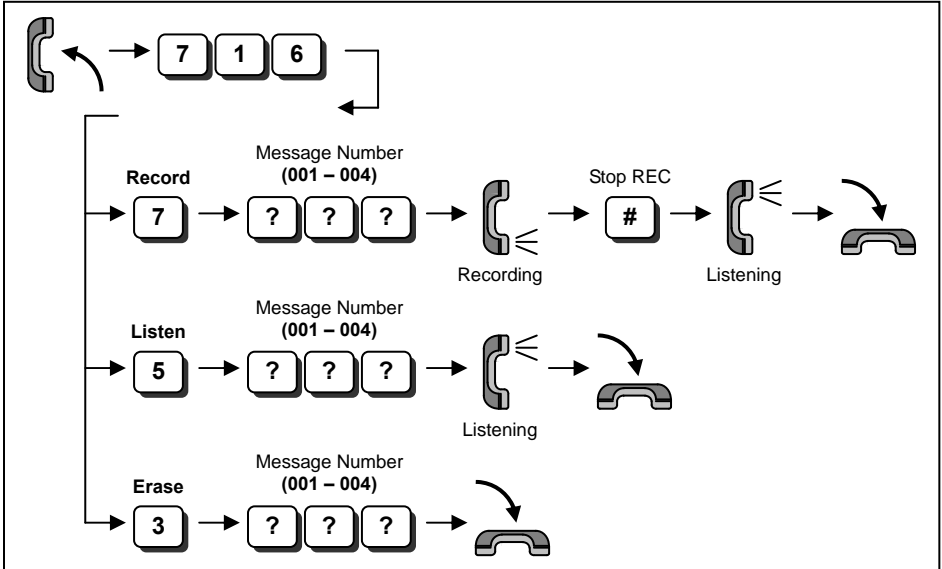 7 1 6
Message Number
(001 – 004)
Record
Stop REC
7 ? ? ? #
Recording
Listening
Message Number
(001 – 004)
Listen
5 ? ? ?
Listening
Message Number
(001 – 004)
Erase
3 ? ? ?